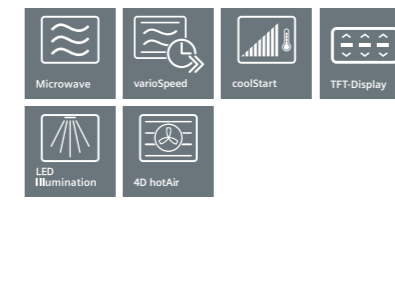 Microwave
varioSpeed
coolStart
TFT-Display
LED
Illumination
4D hotAir